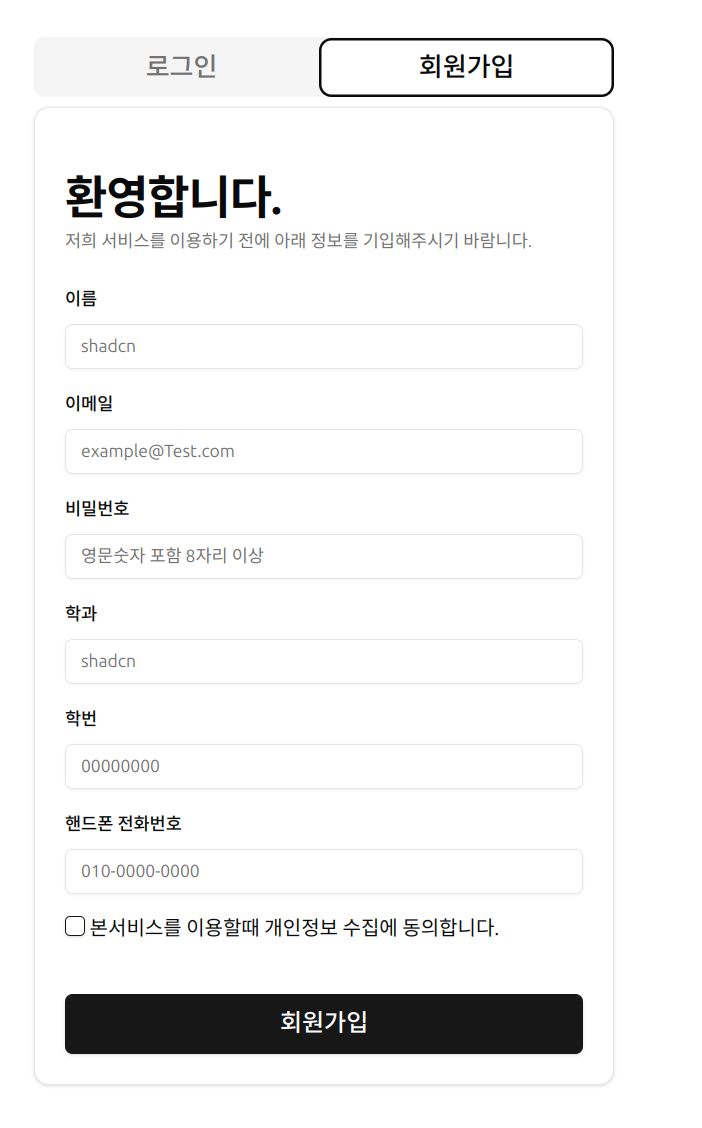 로그인
회원가입
환영합니다.
저희 서비스를 이용하기 전에 아래 정보를 기입해주시기 바랍니다.
이름
shadcn
이메일
example@Test.com
비밀번호
영문숫자 포함 8자리 이상
학과
shadcn
학번
00000000
핸드폰 전화번호
010-0000-0000
본서비스를 이용할때 개인정보 수집에 동의합니다.
회원가입